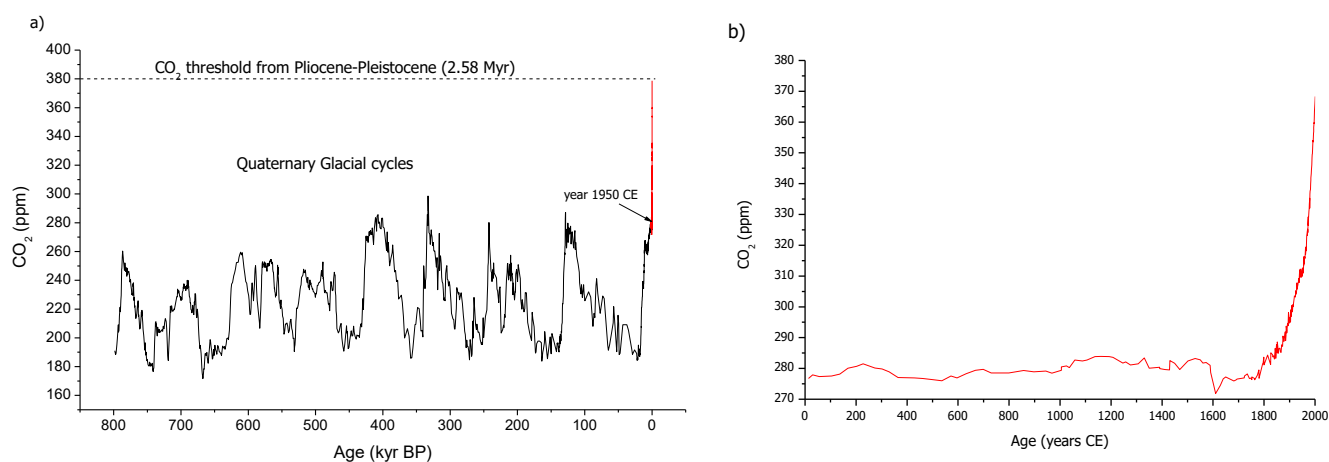 a)
400
380
360
340
320
300
280
260
240
220
200
180
160
CO₂ (ppm)
CO₂ threshold from Pliocene-Pleistocene (2.58 Myr)
Quaternary Glacial cycles
year 1950 CE
800 700 600 500 400 300 200 100 0
Age (kyr BP)
b)
380
370
360
350
340
330
320
310
300
290
280
270
CO₂ (ppm)
0 200 400 600 800 1000 1200 1400 1600 1800 2000
Age (years CE)